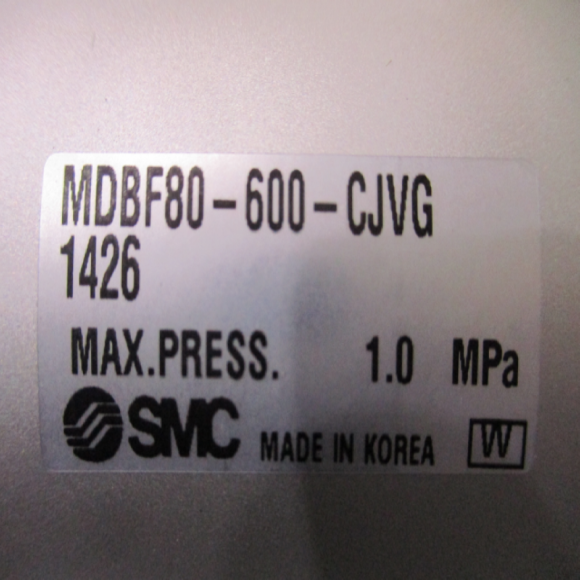 MDBF80-600-CJVG
1426
MAX.PRESS. 1.0 MPa
SMC MADE IN KOREA W